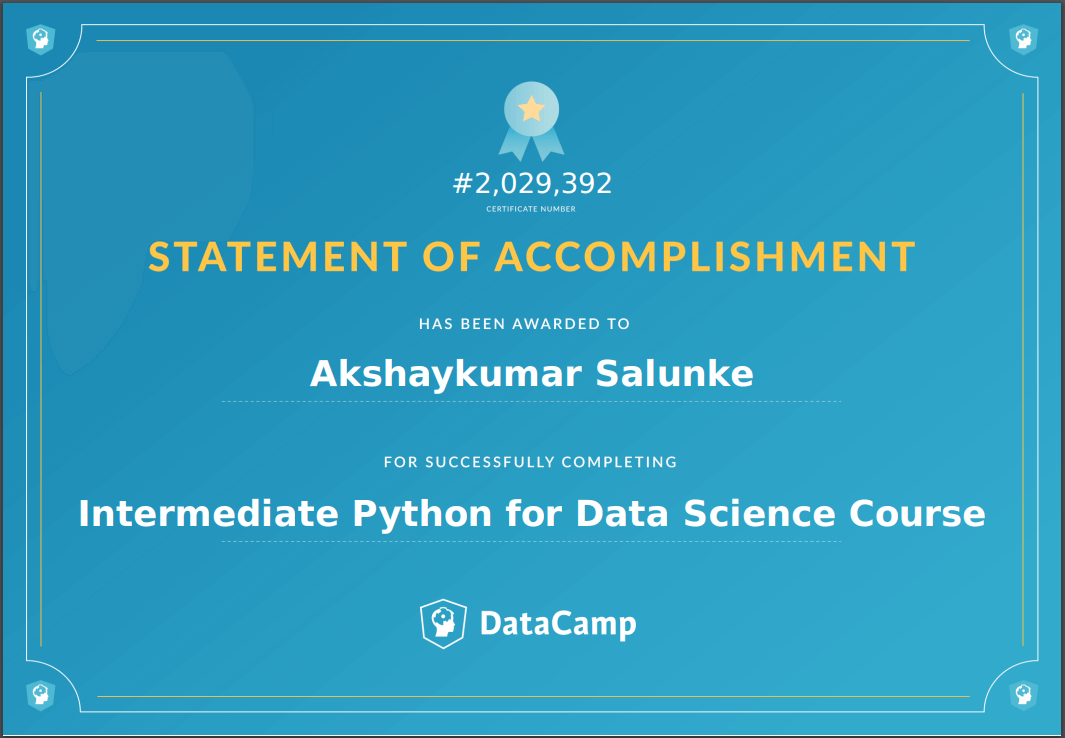 #2,029,392
CERTIFICATE NUMBER
STATEMENT OF ACCOMPLISHMENT
HAS BEEN AWARDED TO
Akshaykumar Salunke
FOR SUCCESSFULLY COMPLETING
Intermediate Python for Data Science Course
DataCamp